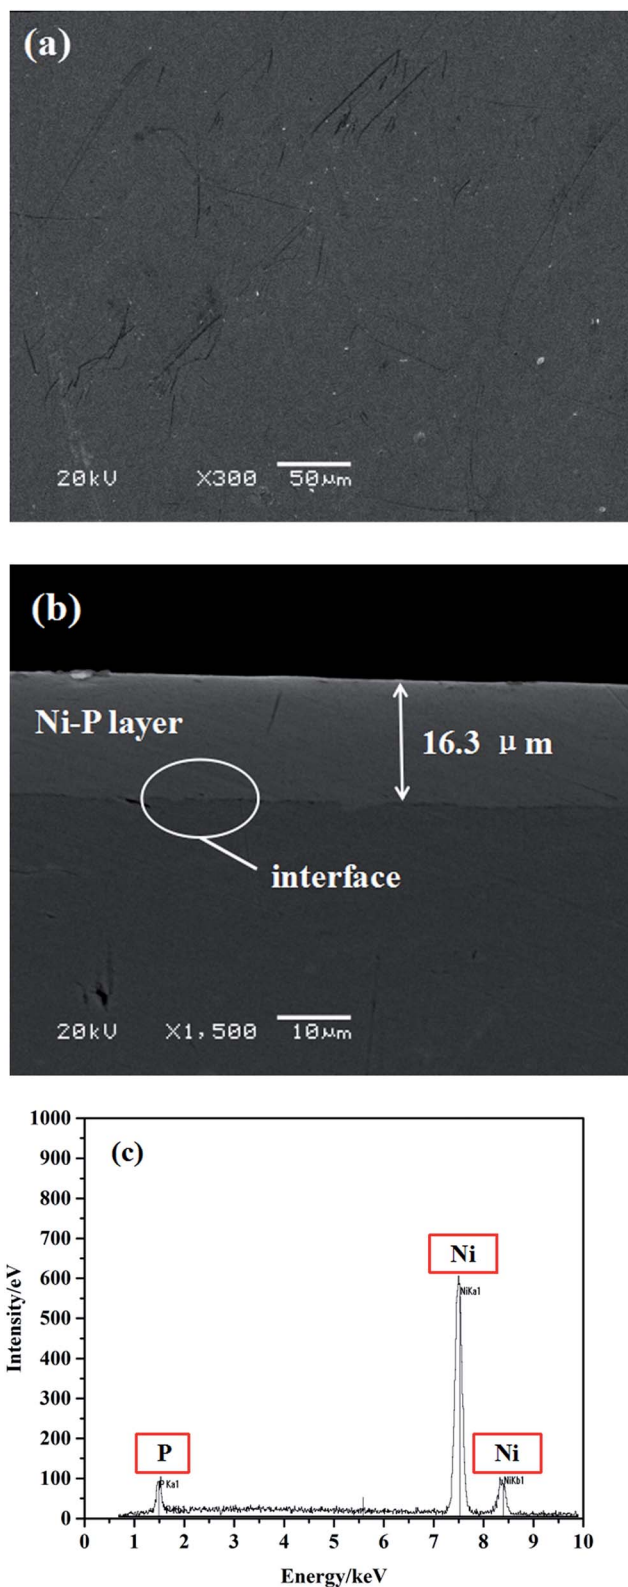 (a)
20kV X300 50μm
(b)
Ni-P layer
16.3 μm
interface
20kV X1,500 10μm
(c)
1000
900
800
700
600
500
400
300
200
100
0
Intensity/eV
Ni
NiKa1
P
P Ka1
Ni
NiKb1
0 1 2 3 4 5 6 7 8 9 10
Energy/keV